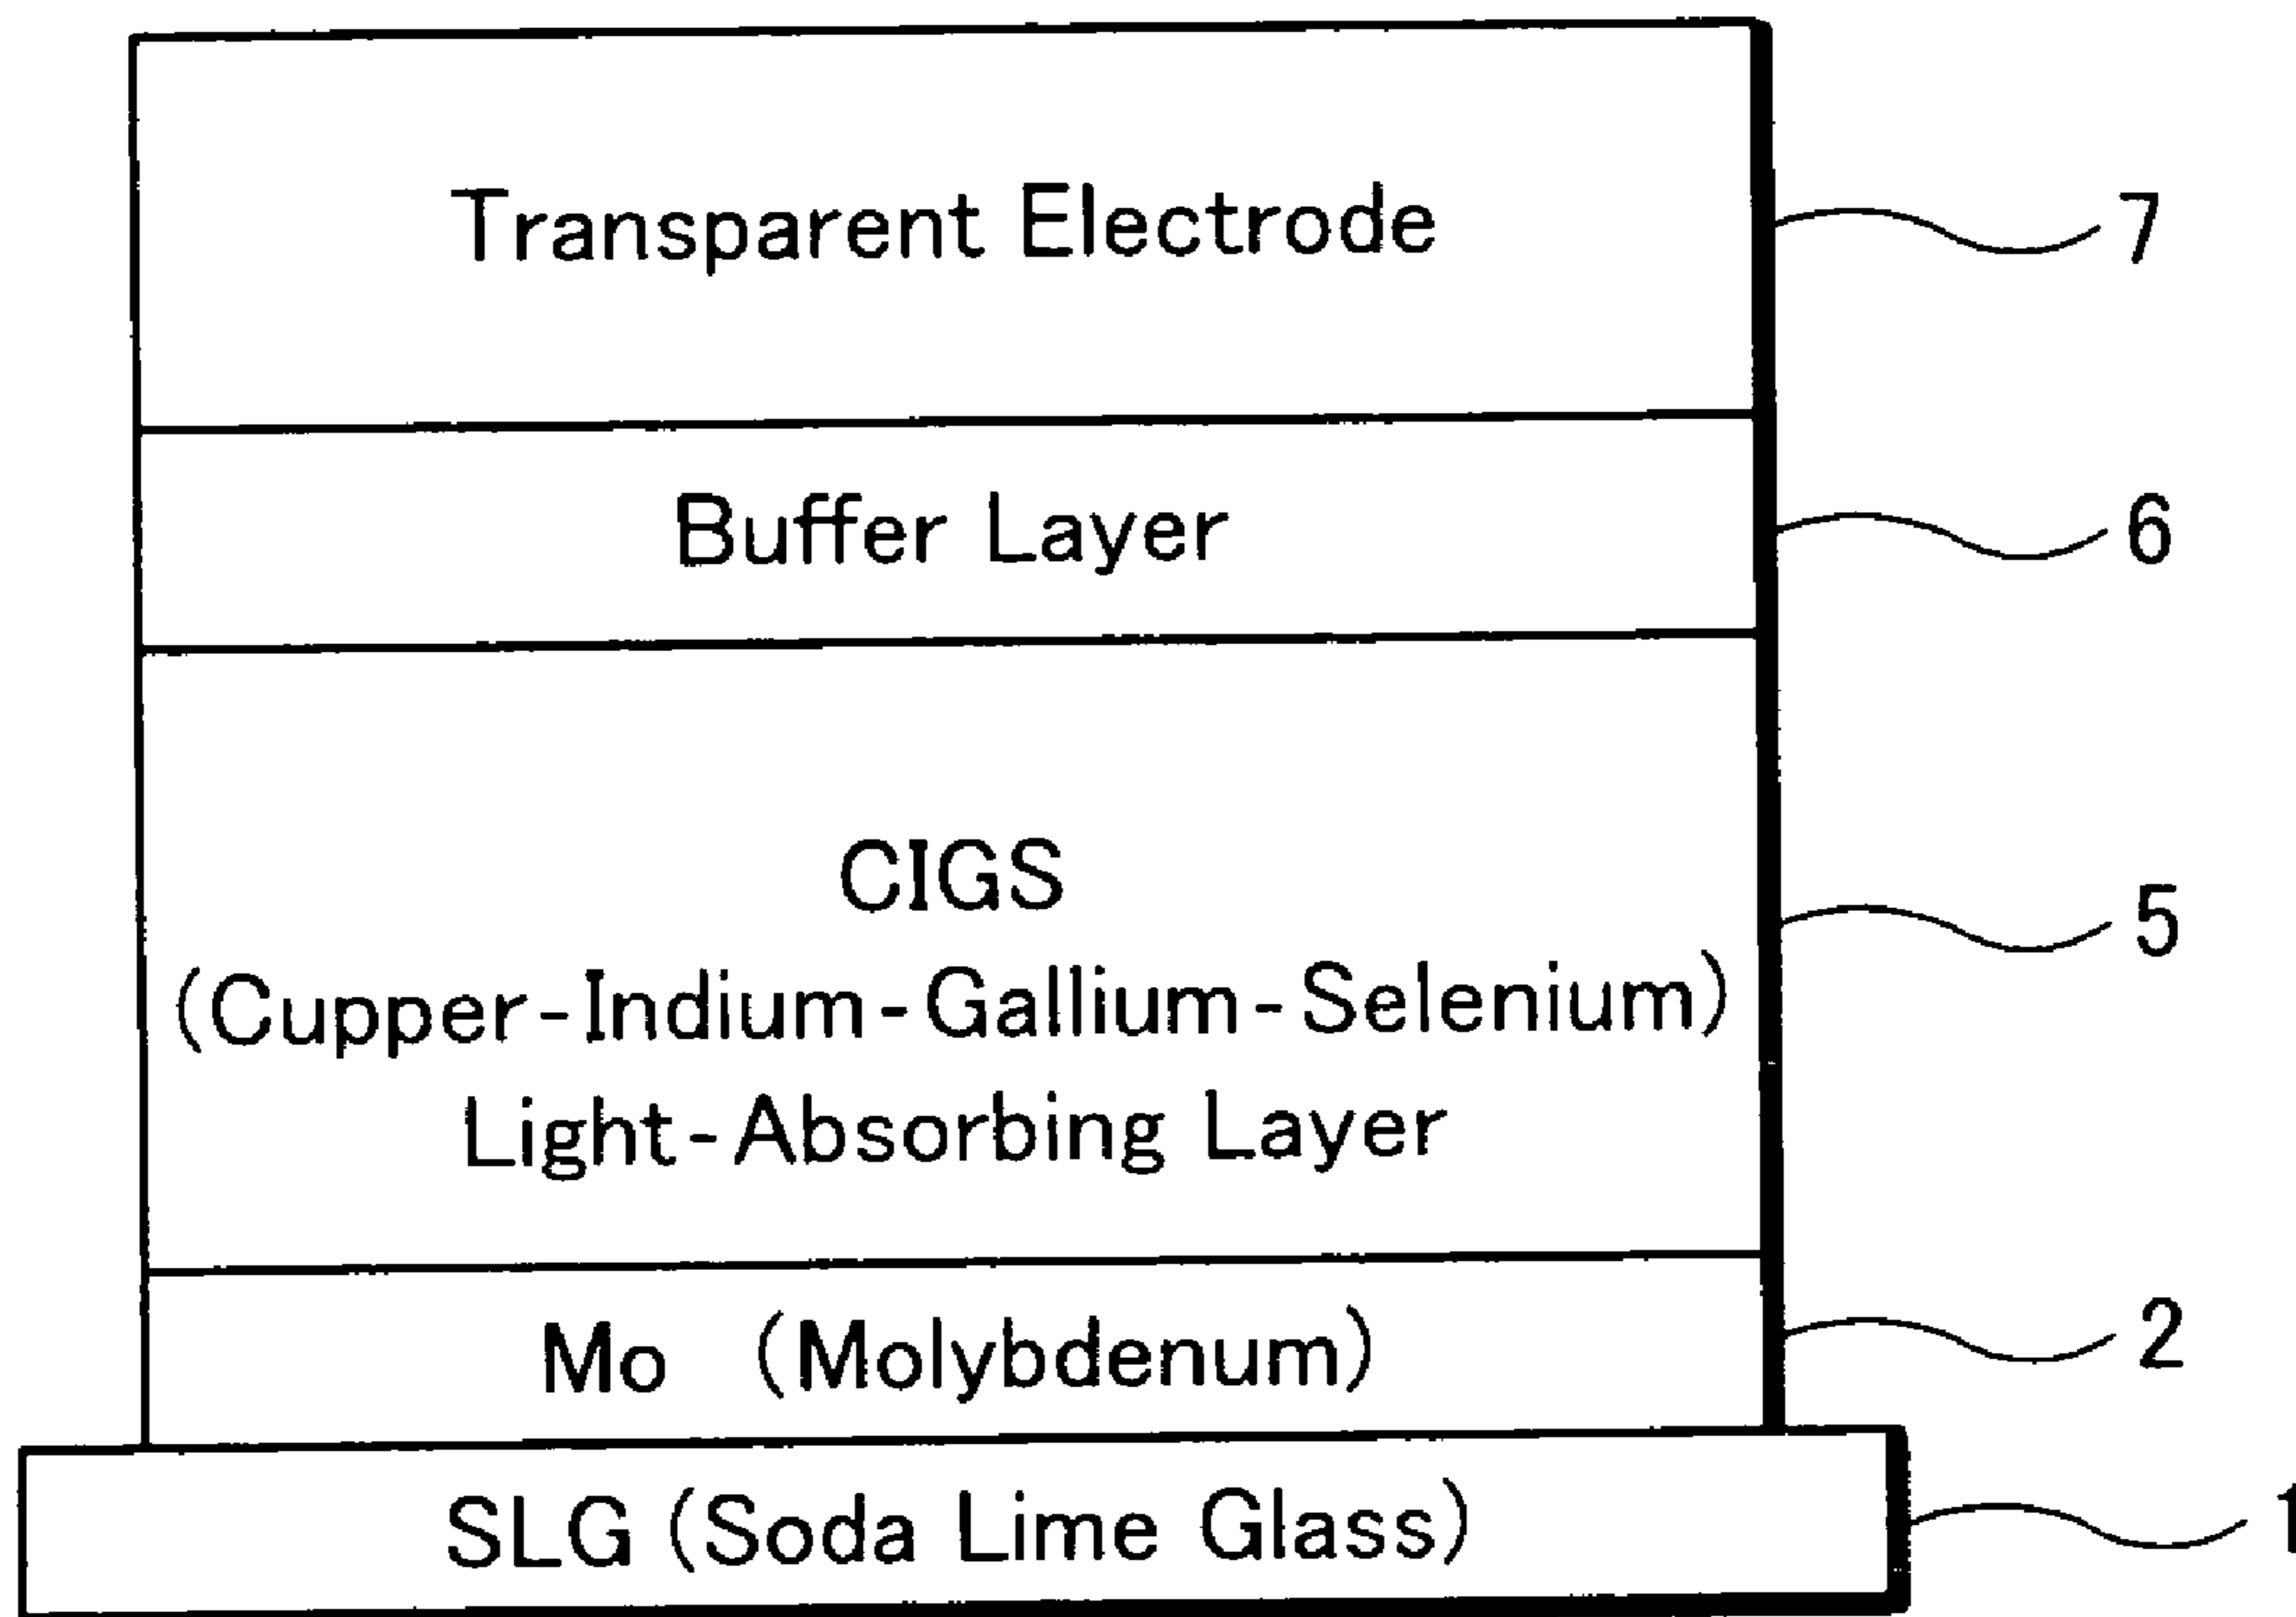 Transparent Electrode
7
Buffer Layer
6
CIGS
5
(Cupper-Indium-Gallium-Selenium)
Light-Absorbing Layer
Mo (Molybdenum)
2
SLG (Soda Lime Glass)
1